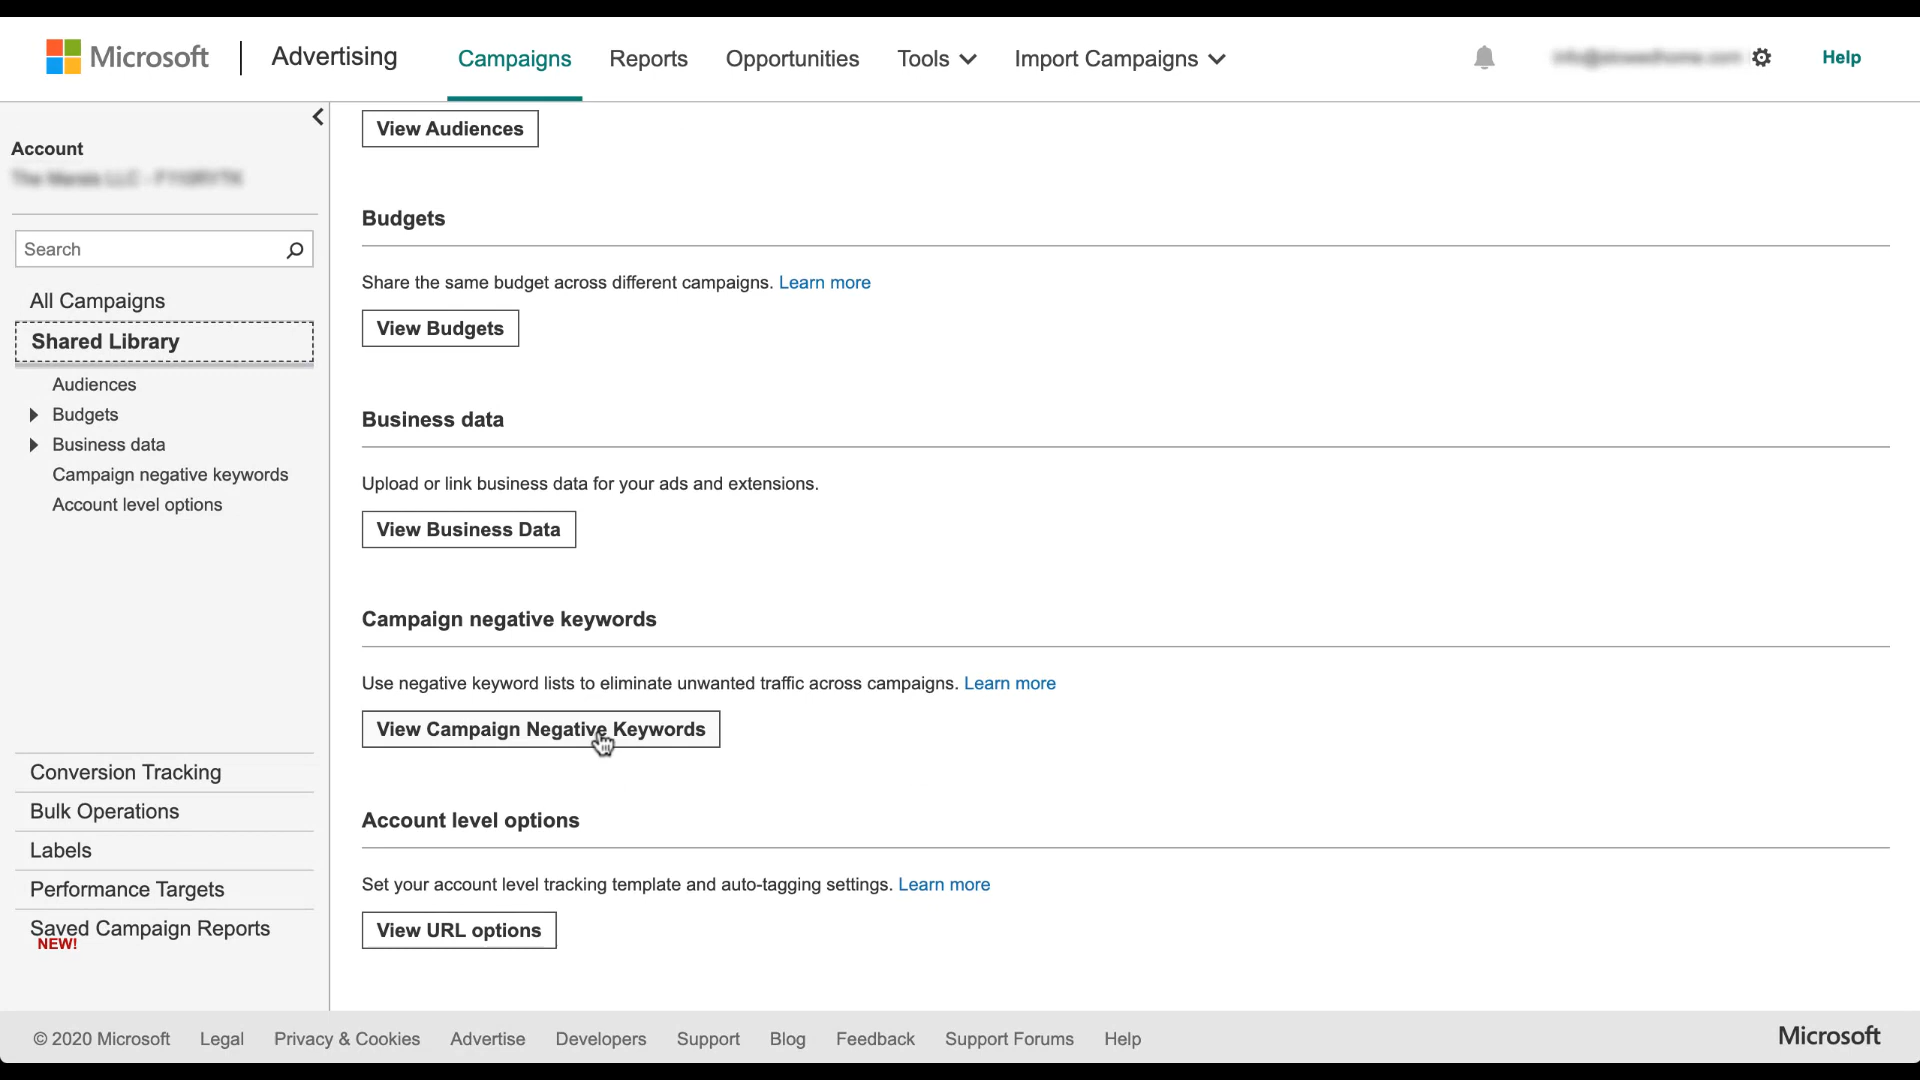 Microsoft
Advertising
Campaigns
Reports
Opportunities
Tools
Import Campaigns
Help
Account
Search
All Campaigns
Shared Library
Audiences
Budgets
Business data
Campaign negative keywords
Account level options
Conversion Tracking
Bulk Operations
Labels
Performance Targets
Saved Campaign Reports
NEW!
View Audiences
Budgets
Share the same budget across different campaigns. Learn more
View Budgets
Business data
Upload or link business data for your ads and extensions.
View Business Data
Campaign negative keywords
Use negative keyword lists to eliminate unwanted traffic across campaigns. Learn more
View Campaign Negative Keywords
Account level options
Set your account level tracking template and auto-tagging settings. Learn more
View URL options
© 2020 Microsoft
Legal
Privacy & Cookies
Advertise
Developers
Support
Blog
Feedback
Support Forums
Help
Microsoft